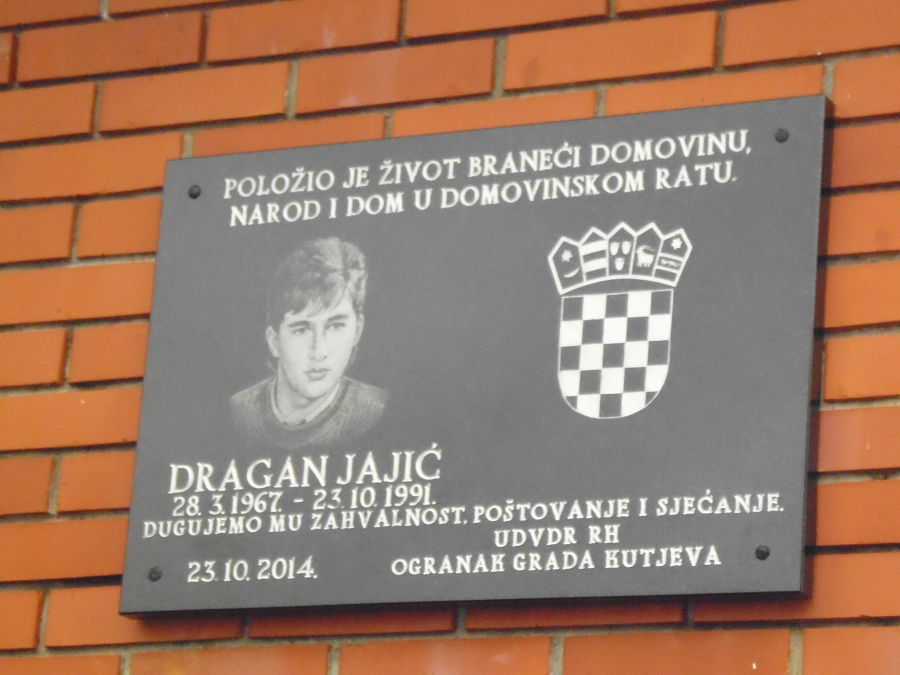 POLOŽIO JE ŽIVOT BRANEĆI DOMOVINU,
NAROD I DOM U DOMOVINSKOM RATU.
DRAGAN JAJIĆ
28. 3. 1967. - 23. 10. 1991.
DUGUJEMO MU ZAHVALNOST, POŠTOVANJE I SJEĆANJE.
UDVDR RH
23. 10. 2014. OGRANAK GRADA KUTJEVA